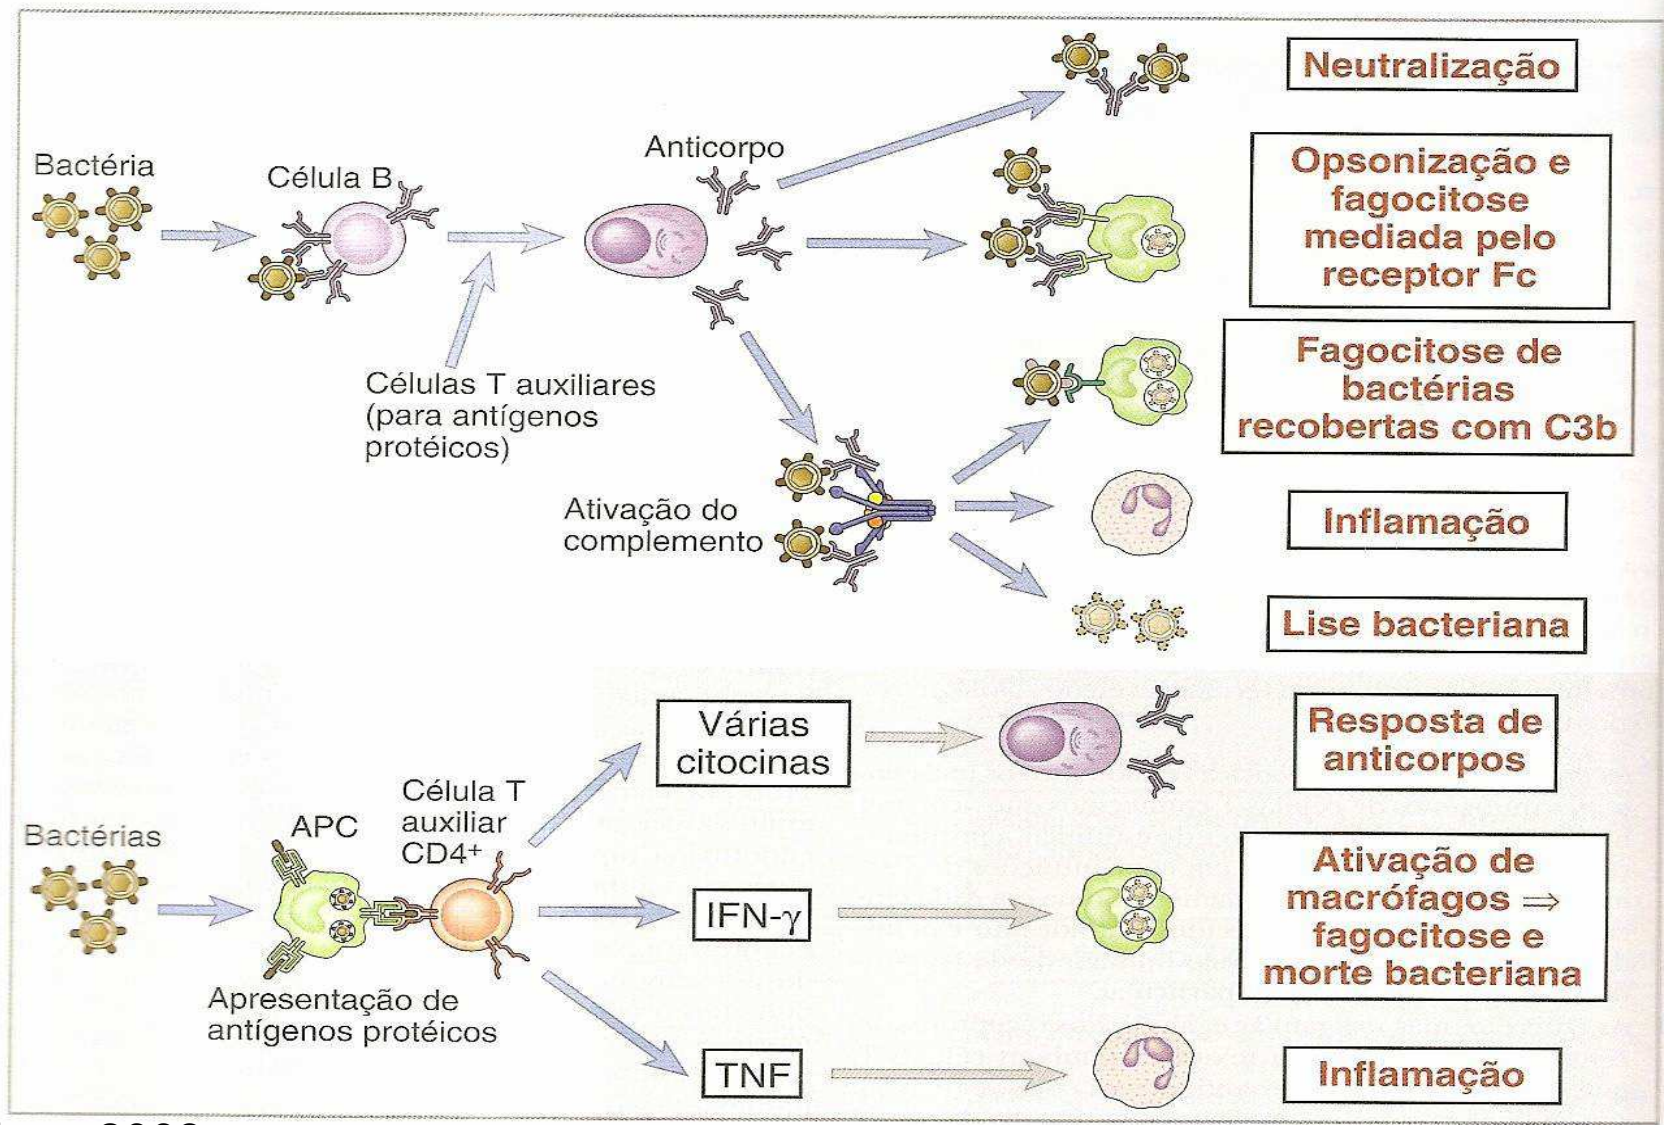 Neutralização
Bactéria
Célula B
Anticorpo
Opsonização e
fagocitose
mediada pelo
receptor Fc
Células T auxiliares
(para antígenos
protéicos)
Fagocitose de
bactérias
recobertas com C3b
Ativação do
complemento
Inflamação
Lise bacteriana
Várias
citocinas
Resposta de
anticorpos
Bactérias
APC
Célula T
auxiliar
CD4+
IFN-γ
Ativação de
macrófagos ⇒
fagocitose e
morte bacteriana
Apresentação de
antígenos protéicos
TNF
Inflamação